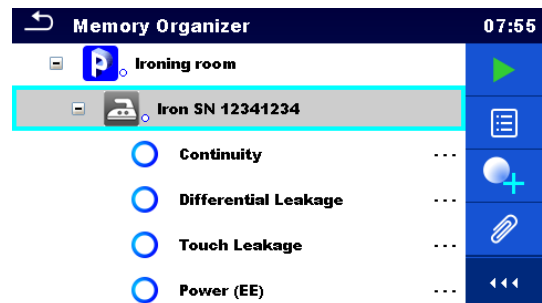 Memory Organizer 07:55
Ironing room
Iron SN 12341234
Continuity ---
Differential Leakage ---
Touch Leakage ---
Power (EE) ---